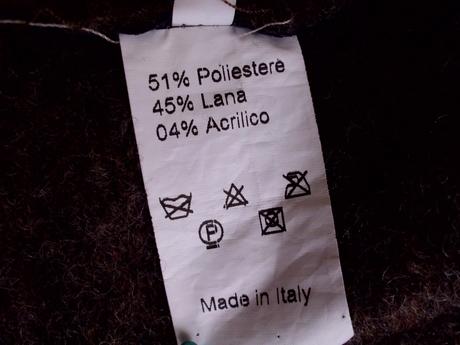 51% Poliestere
45% Lana
04% Acrilico
P
Made in Italy